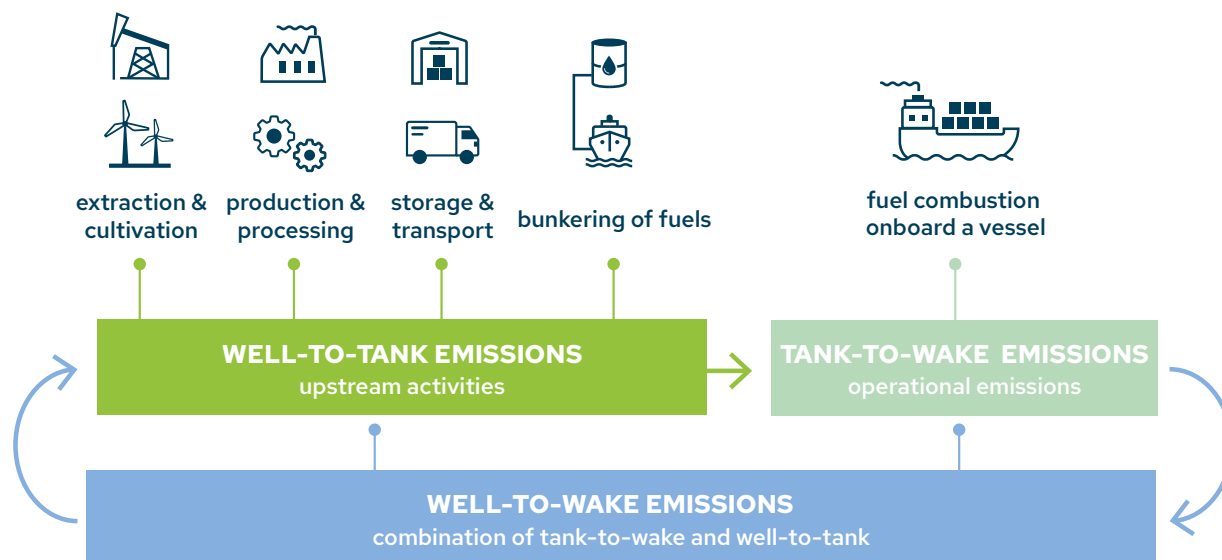 extraction &
cultivation
production &
processing
storage &
transport
bunkering of fuels
fuel combustion
onboard a vessel
WELL-TO-TANK EMISSIONS
upstream activities
TANK-TO-WAKE EMISSIONS
operational emissions
WELL-TO-WAKE EMISSIONS
combination of tank-to-wake and well-to-tank